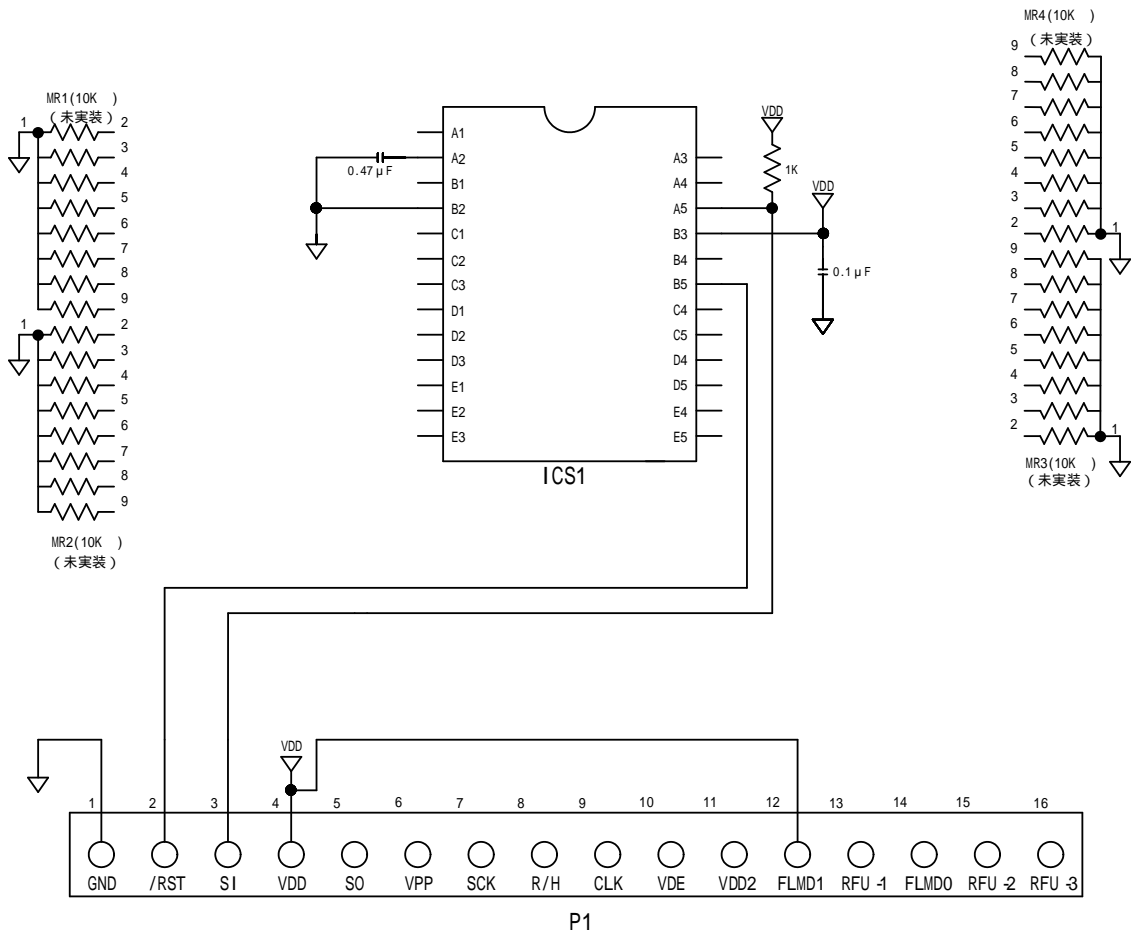 MR4(10K )
(未実装)
9
8
7
6
5
4
3
2
1
9
8
7
6
5
4
3
2
1
MR3(10K )
(未実装)
MR1(10K )
(未実装)
1
2
3
4
5
6
7
8
9
1
2
3
4
5
6
7
8
9
MR2(10K )
(未実装)
0.47μF
A1
A2
B1
B2
C1
C2
C3
D1
D2
D3
E1
E2
E3
A3
A4
A5
B3
B4
B5
C4
C5
D4
D5
E4
E5
ICS1
VDD
1K
VDD
0.1μF
VDD
1 2 3 4 5 6 7 8 9 10 11 12 13 14 15 16
GND /RST SI VDD SO VPP SCK R/H CLK VDE VDD2 FLMD1 RFU-1 FLMD0 RFU-2 RFU-3
P1